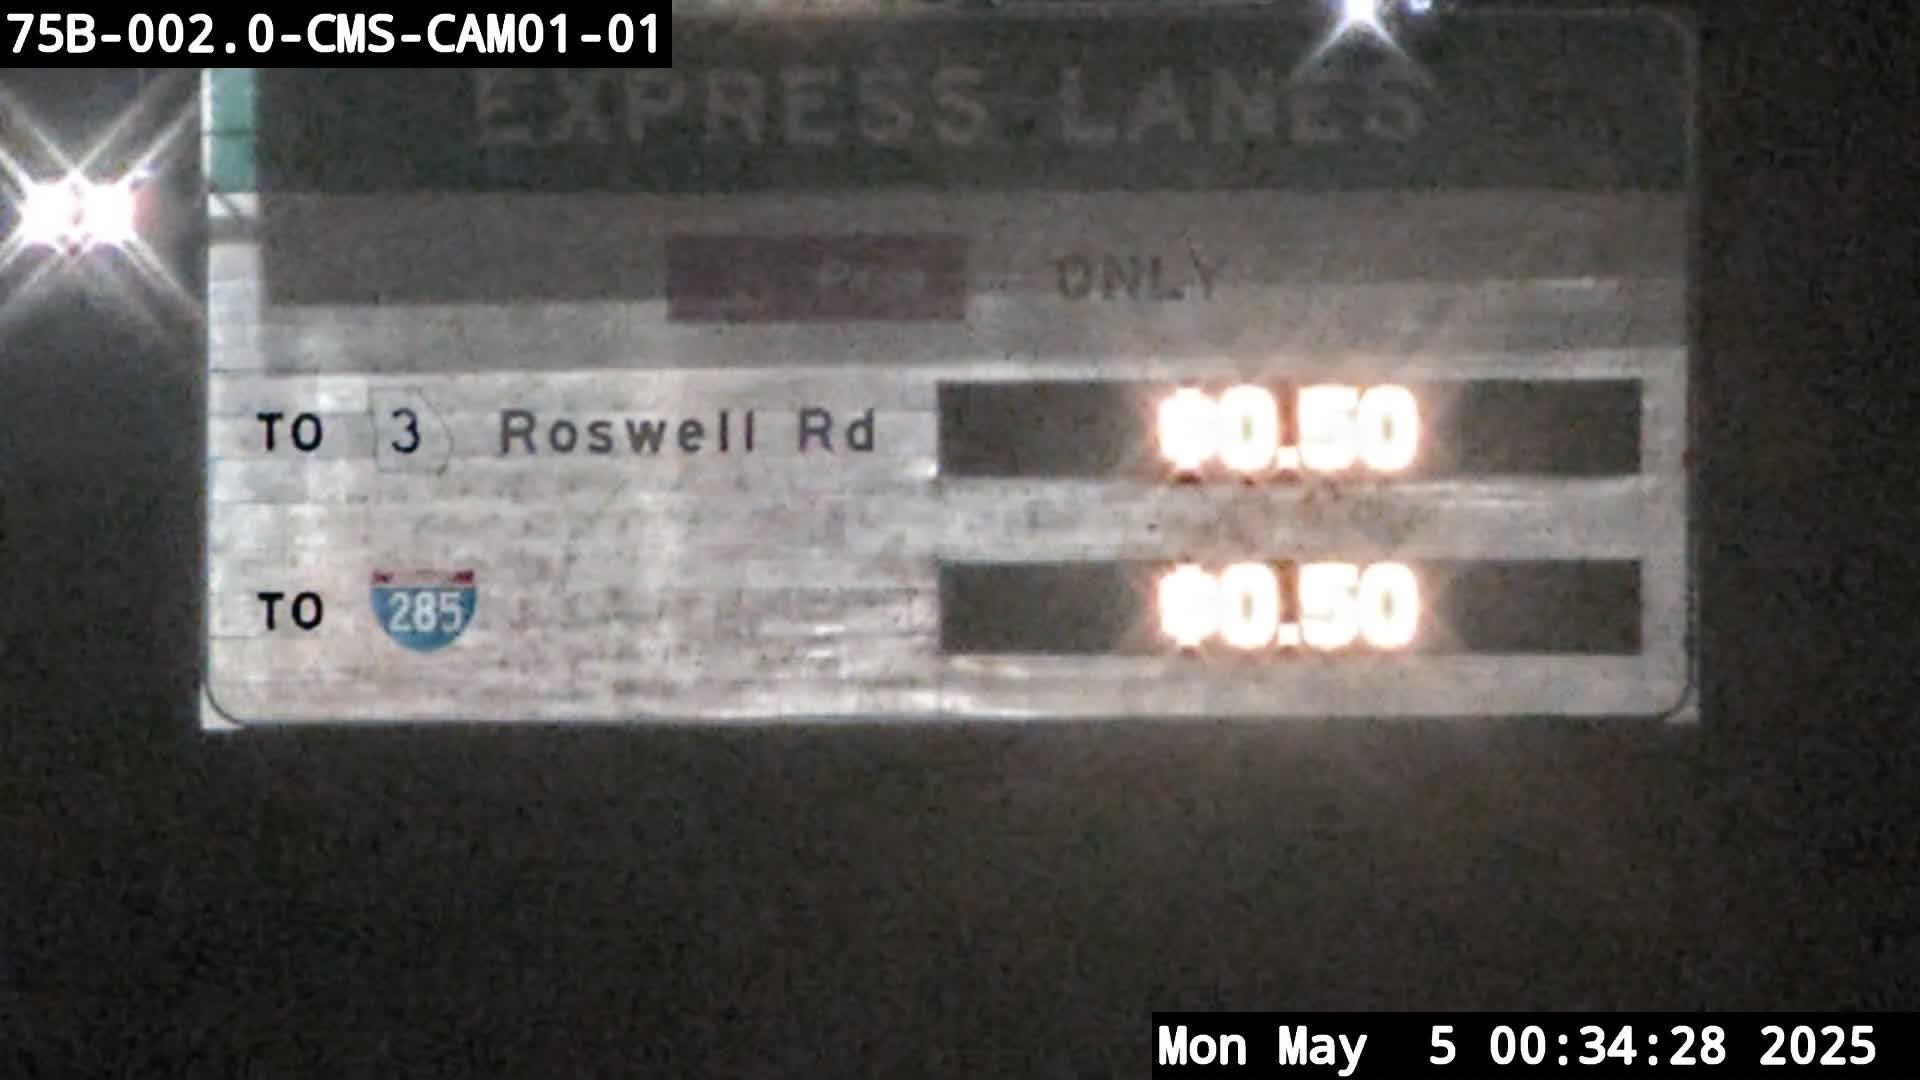 75B-002.0-CMS-CAM01-01
EXPRESS LANES
ONLY
TO 3 Roswell Rd $0.50
TO 285 $0.50
Mon May 5 00:34:28 2025